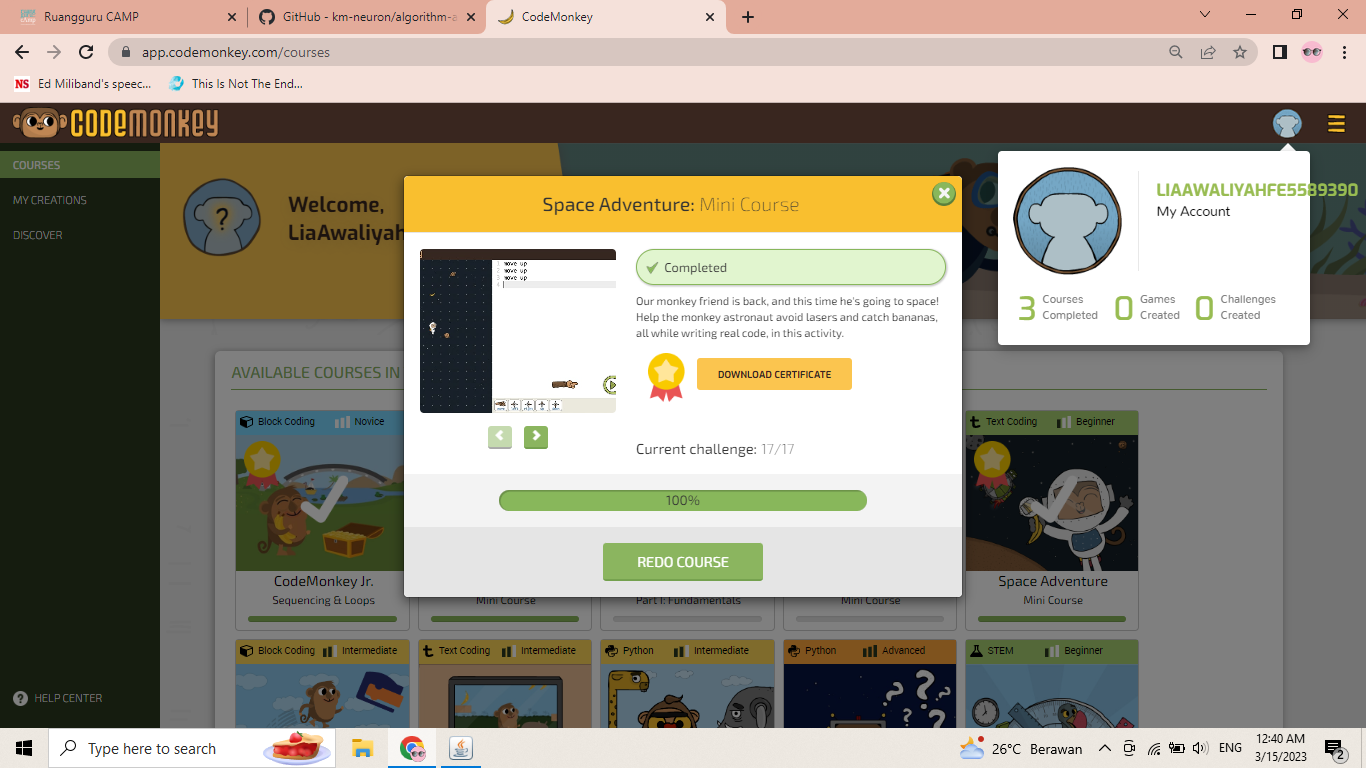 Ruangguru CAMP
GitHub - km-neuron/algorithm-a
CodeMonkey
app.codemonkey.com/courses
NS Ed Miliband's speec...
This Is Not The End...
CODEMONKEY
COURSES
MY CREATIONS
DISCOVER
HELP CENTER
Welcome,
LiaAwaliyah
?
LIAAWALIYAHFE5589390
My Account
3 Courses Completed
0 Games Created
0 Challenges Created
AVAILABLE COURSES IN
Space Adventure: Mini Course
1 move up
2 move up
3 move up
4
Completed
Our monkey friend is back, and this time he's going to space!
Help the monkey astronaut avoid lasers and catch bananas,
all while writing real code, in this activity.
DOWNLOAD CERTIFICATE
Current challenge: 17/17
100%
REDO COURSE
Block Coding Novice
CodeMonkey Jr.
Sequencing & Loops
Mini Course
Part 1: Fundamentals
Mini Course
Text Coding Beginner
Space Adventure
Mini Course
Block Coding Intermediate
Text Coding Intermediate
Python Intermediate
Python Advanced
STEM Beginner
? ? ? ?
Type here to search
26°C Berawan
ENG
12:40 AM
3/15/2023
2